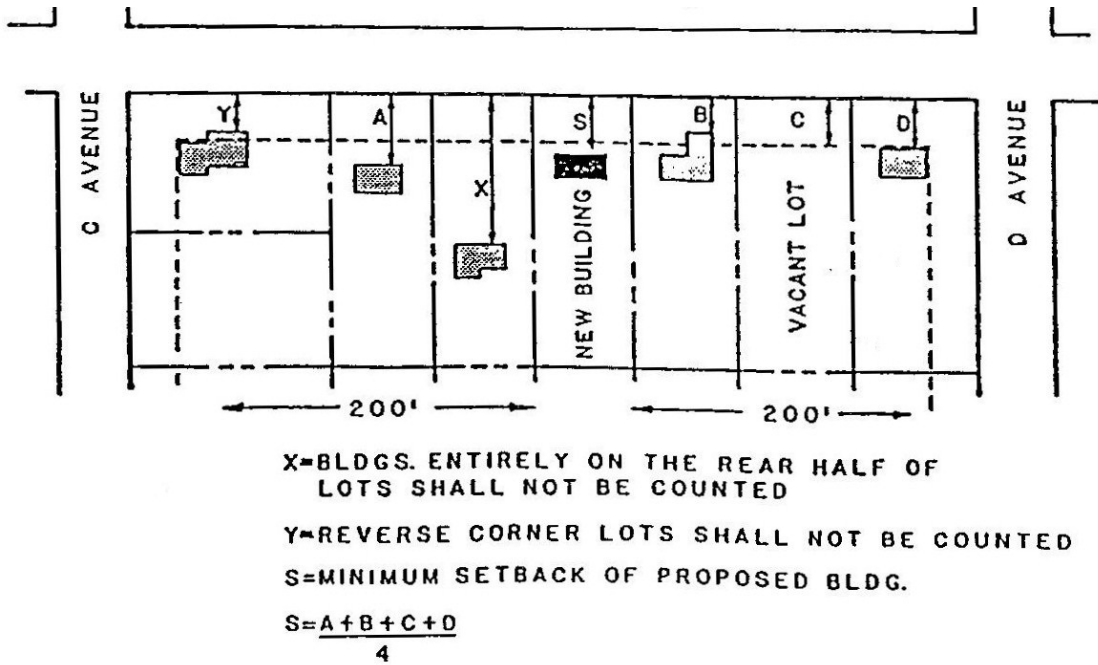 C AVENUE
Y
A
X
S
B
C
D
D AVENUE
NEW BUILDING
VACANT LOT
200'
200'
X=BLDGS. ENTIRELY ON THE REAR HALF OF
LOTS SHALL NOT BE COUNTED
Y=REVERSE CORNER LOTS SHALL NOT BE COUNTED
S=MINIMUM SETBACK OF PROPOSED BLDG.
S=A+B+C+D
4